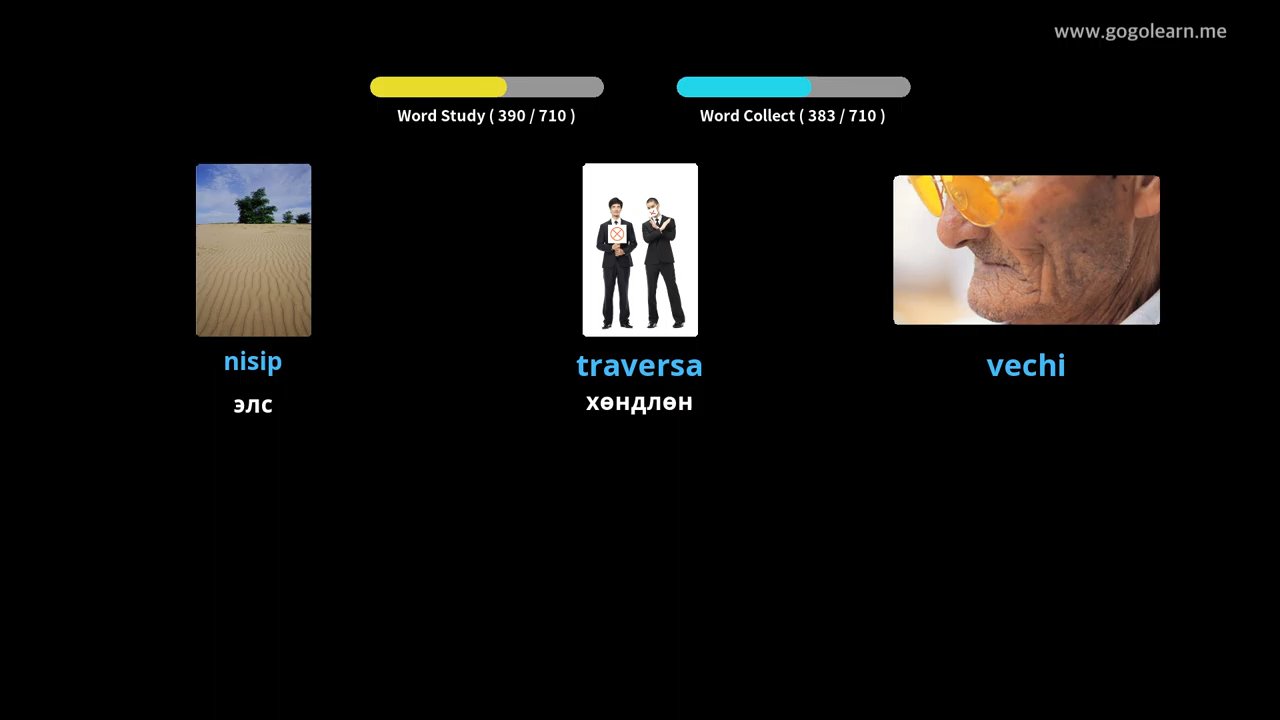 www.gogolearn.me
Word Study ( 390 / 710 )
Word Collect ( 383 / 710 )
nisip
traversa
vechi
элс
хөндлөн